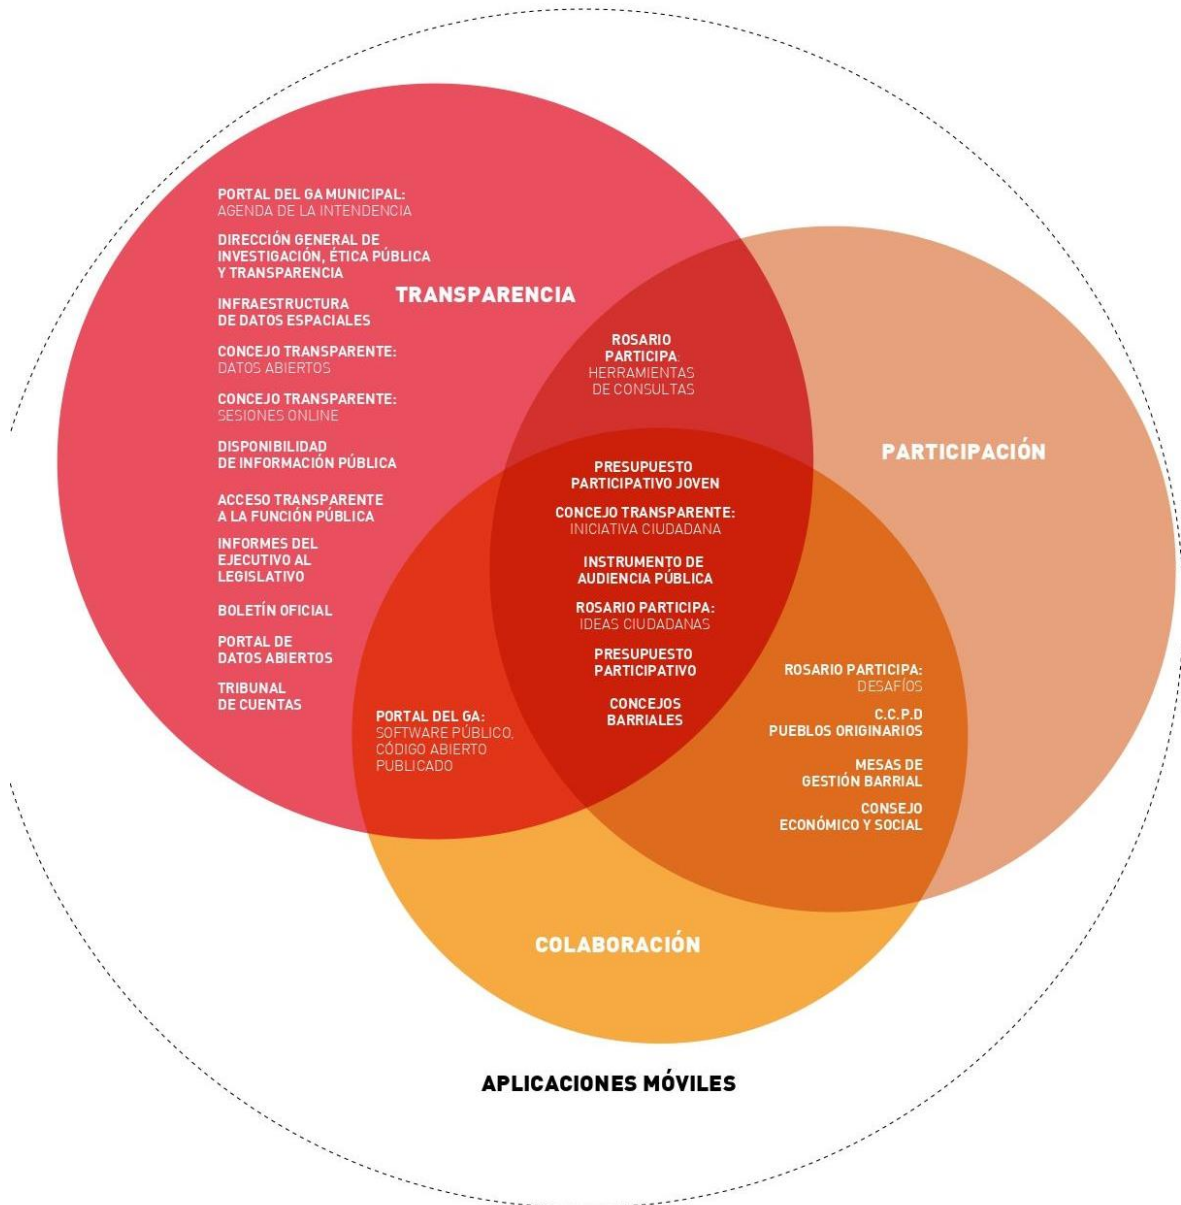 PORTAL DEL GA MUNICIPAL:
AGENDA DE LA INTENDENCIA
DIRECCIÓN GENERAL DE
INVESTIGACIÓN, ÉTICA PÚBLICA
Y TRANSPARENCIA
TRANSPARENCIA
INFRAESTRUCTURA
DE DATOS ESPACIALES
CONCEJO TRANSPARENTE:
DATOS ABIERTOS
CONCEJO TRANSPARENTE:
SESIONES ONLINE
DISPONIBILIDAD
DE INFORMACIÓN PÚBLICA
ACCESO TRANSPARENTE
A LA FUNCIÓN PÚBLICA
INFORMES DEL
EJECUTIVO AL
LEGISLATIVO
BOLETÍN OFICIAL
PORTAL DE
DATOS ABIERTOS
TRIBUNAL
DE CUENTAS
ROSARIO
PARTICIPA:
HERRAMIENTAS
DE CONSULTAS
PARTICIPACIÓN
PRESUPUESTO
PARTICIPATIVO JOVEN
CONCEJO TRANSPARENTE:
INICIATIVA CIUDADANA
INSTRUMENTO DE
AUDIENCIA PÚBLICA
ROSARIO PARTICIPA:
IDEAS CIUDADANAS
PRESUPUESTO
PARTICIPATIVO
CONCEJOS
BARRIALES
PORTAL DEL GA:
SOFTWARE PÚBLICO,
CÓDIGO ABIERTO
PUBLICADO
ROSARIO PARTICIPA:
DESAFÍOS
C.C.P.D
PUEBLOS ORIGINARIOS
MESAS DE
GESTIÓN BARRIAL
CONSEJO
ECONÓMICO Y SOCIAL
COLABORACIÓN
APLICACIONES MÓVILES